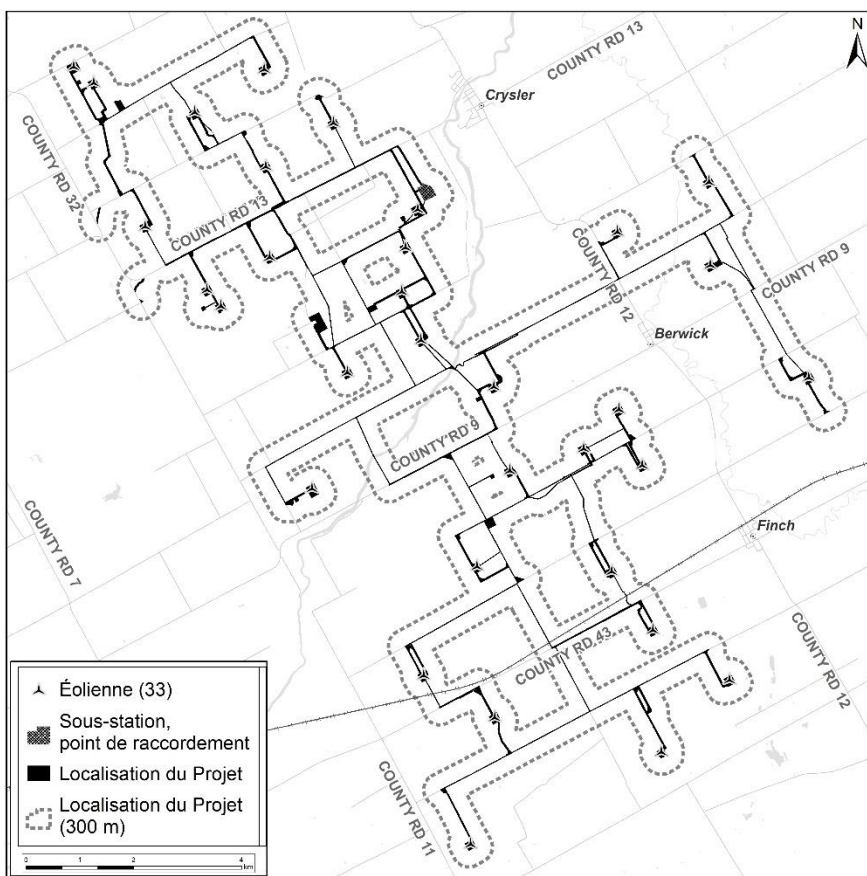 N
COUNTY RD 13
Crysler
COUNTY RD 32
COUNTY RD 13
COUNTY RD 12
COUNTY RD 9
Berwick
COUNTY RD 9
COUNTY RD 7
Finch
COUNTY RD 43
COUNTY RD 12
COUNTY RD 11
Éolienne (33)
Sous-station,
point de raccordement
Localisation du Projet
Localisation du Projet
(300 m)
0 1 2 4
km